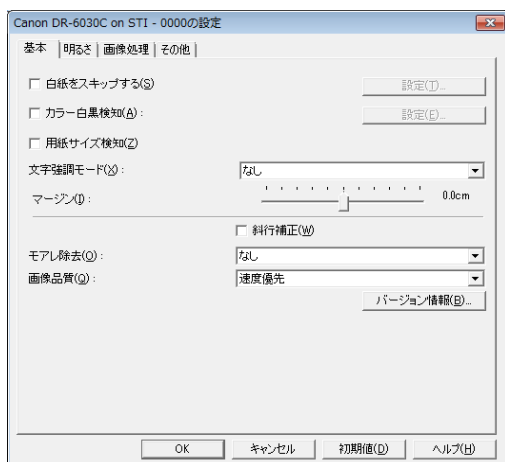 Canon DR-6030C on STI - 0000の設定
基本 明るさ 画像処理 その他
白紙をスキップする(S) 設定(T)...
カラー白黒検知(A): 設定(E)...
用紙サイズ検知(Z)
文字強調モード(X): なし
マージン(I): 0.0cm
斜行補正(W)
モアレ除去(O): なし
画像品質(Q): 速度優先
バージョン情報(B)...
OK キャンセル 初期値(D) ヘルプ(H)